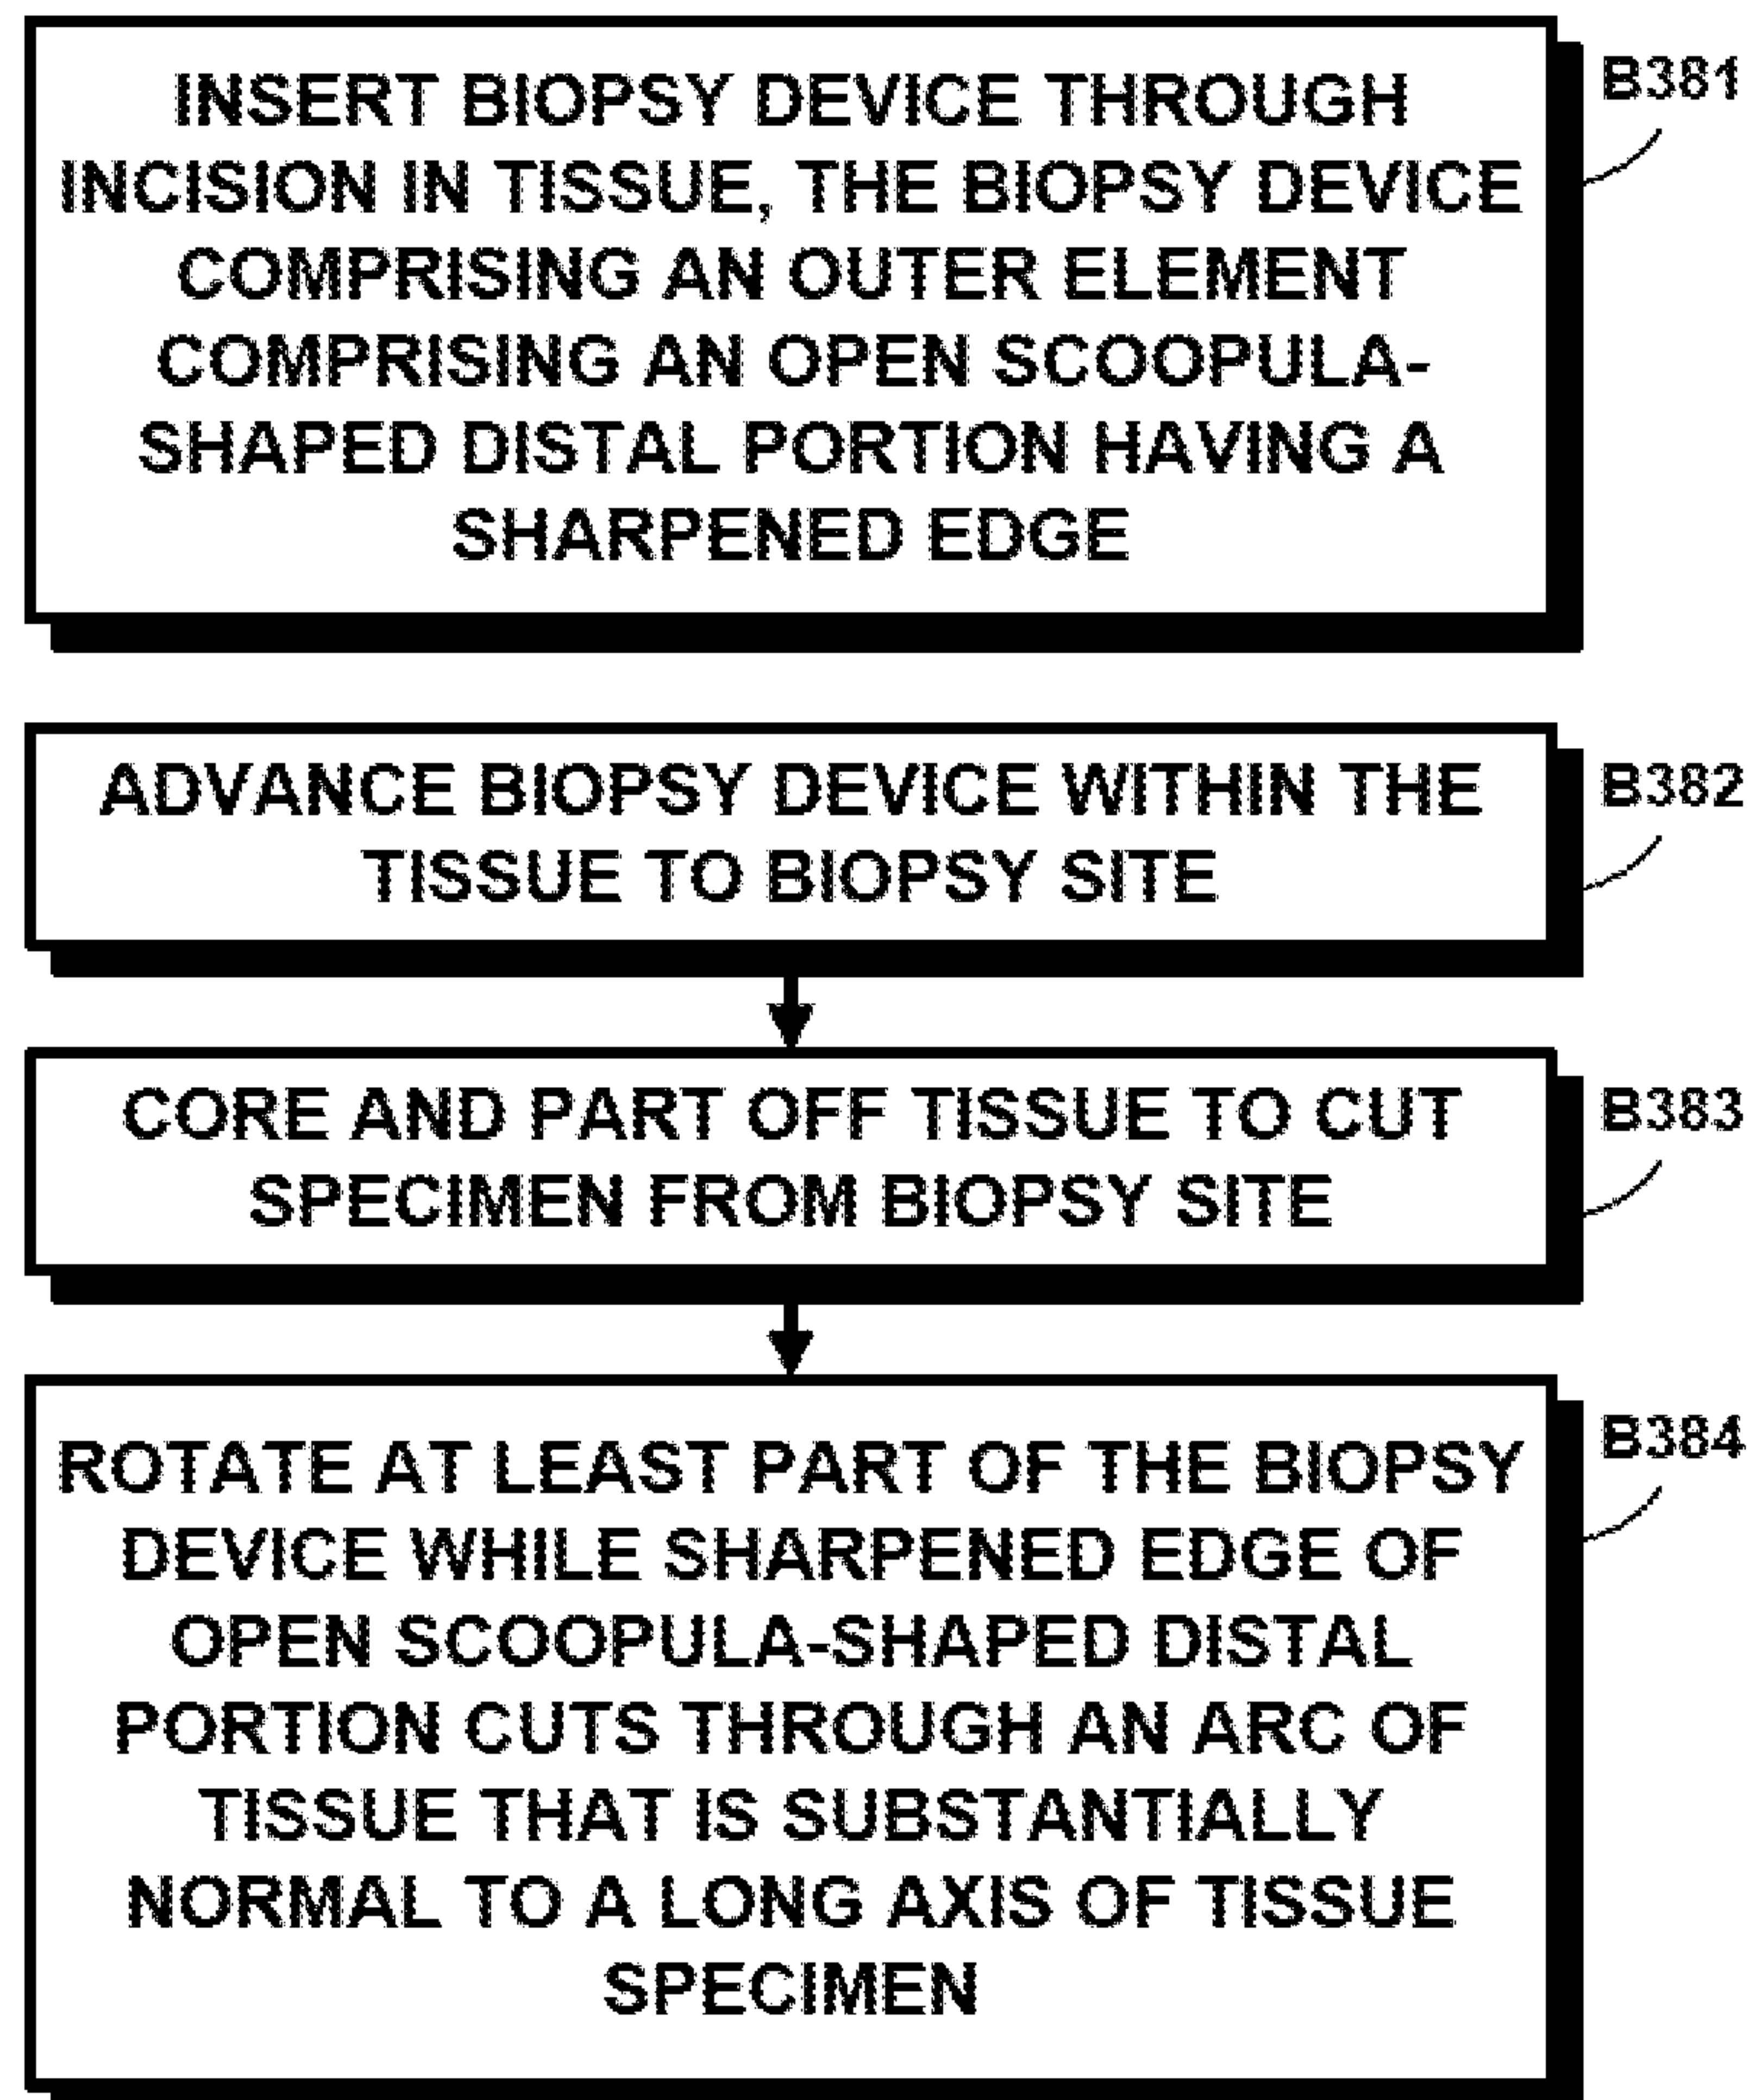 INSERT BIOPSY DEVICE THROUGH
INCISION IN TISSUE, THE BIOPSY DEVICE
COMPRISING AN OUTER ELEMENT
COMPRISING AN OPEN SCOOPULA-
SHAPED DISTAL PORTION HAVING A
SHARPENED EDGE
B381
ADVANCE BIOPSY DEVICE WITHIN THE
TISSUE TO BIOPSY SITE
B382
CORE AND PART OFF TISSUE TO CUT
SPECIMEN FROM BIOPSY SITE
B383
ROTATE AT LEAST PART OF THE BIOPSY
DEVICE WHILE SHARPENED EDGE OF
OPEN SCOOPULA-SHAPED DISTAL
PORTION CUTS THROUGH AN ARC OF
TISSUE THAT IS SUBSTANTIALLY
NORMAL TO A LONG AXIS OF TISSUE
SPECIMEN
B384